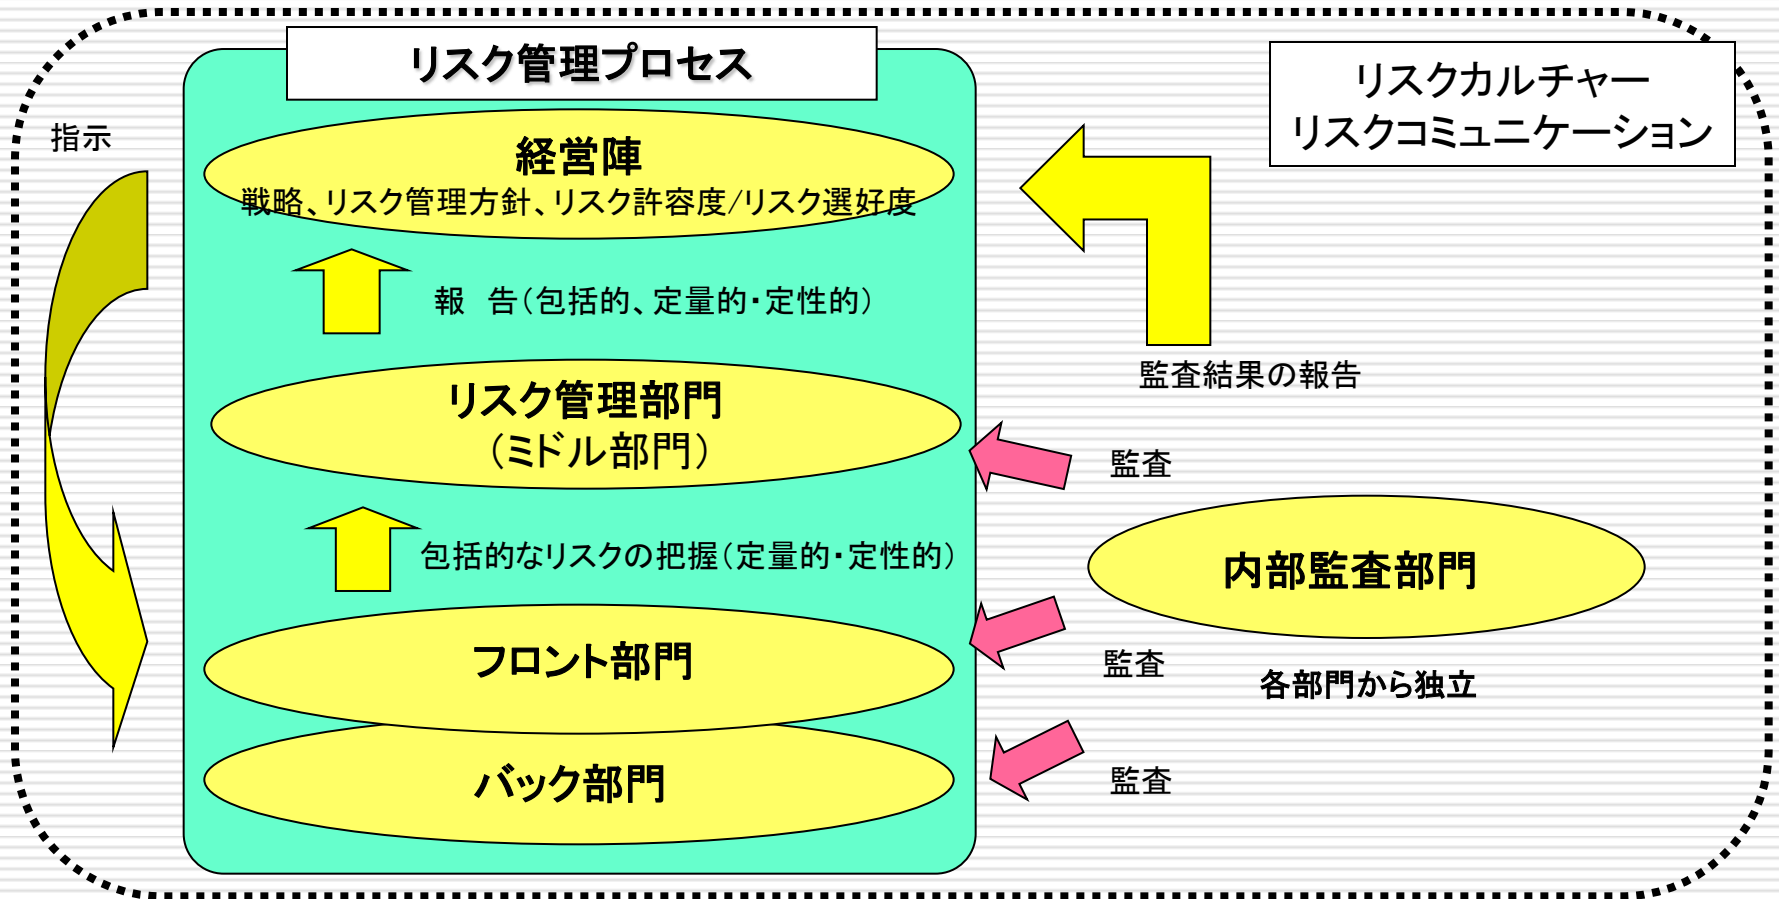 リスク管理プロセス
リスクカルチャー
リスクコミュニケーション
指示
経営陣
戦略、リスク管理方針、リスク許容度/リスク選好度
報　告（包括的、定量的・定性的）
監査結果の報告
リスク管理部門
（ミドル部門）
監査
包括的なリスクの把握（定量的・定性的）
内部監査部門
フロント部門
監査
各部門から独立
バック部門
監査